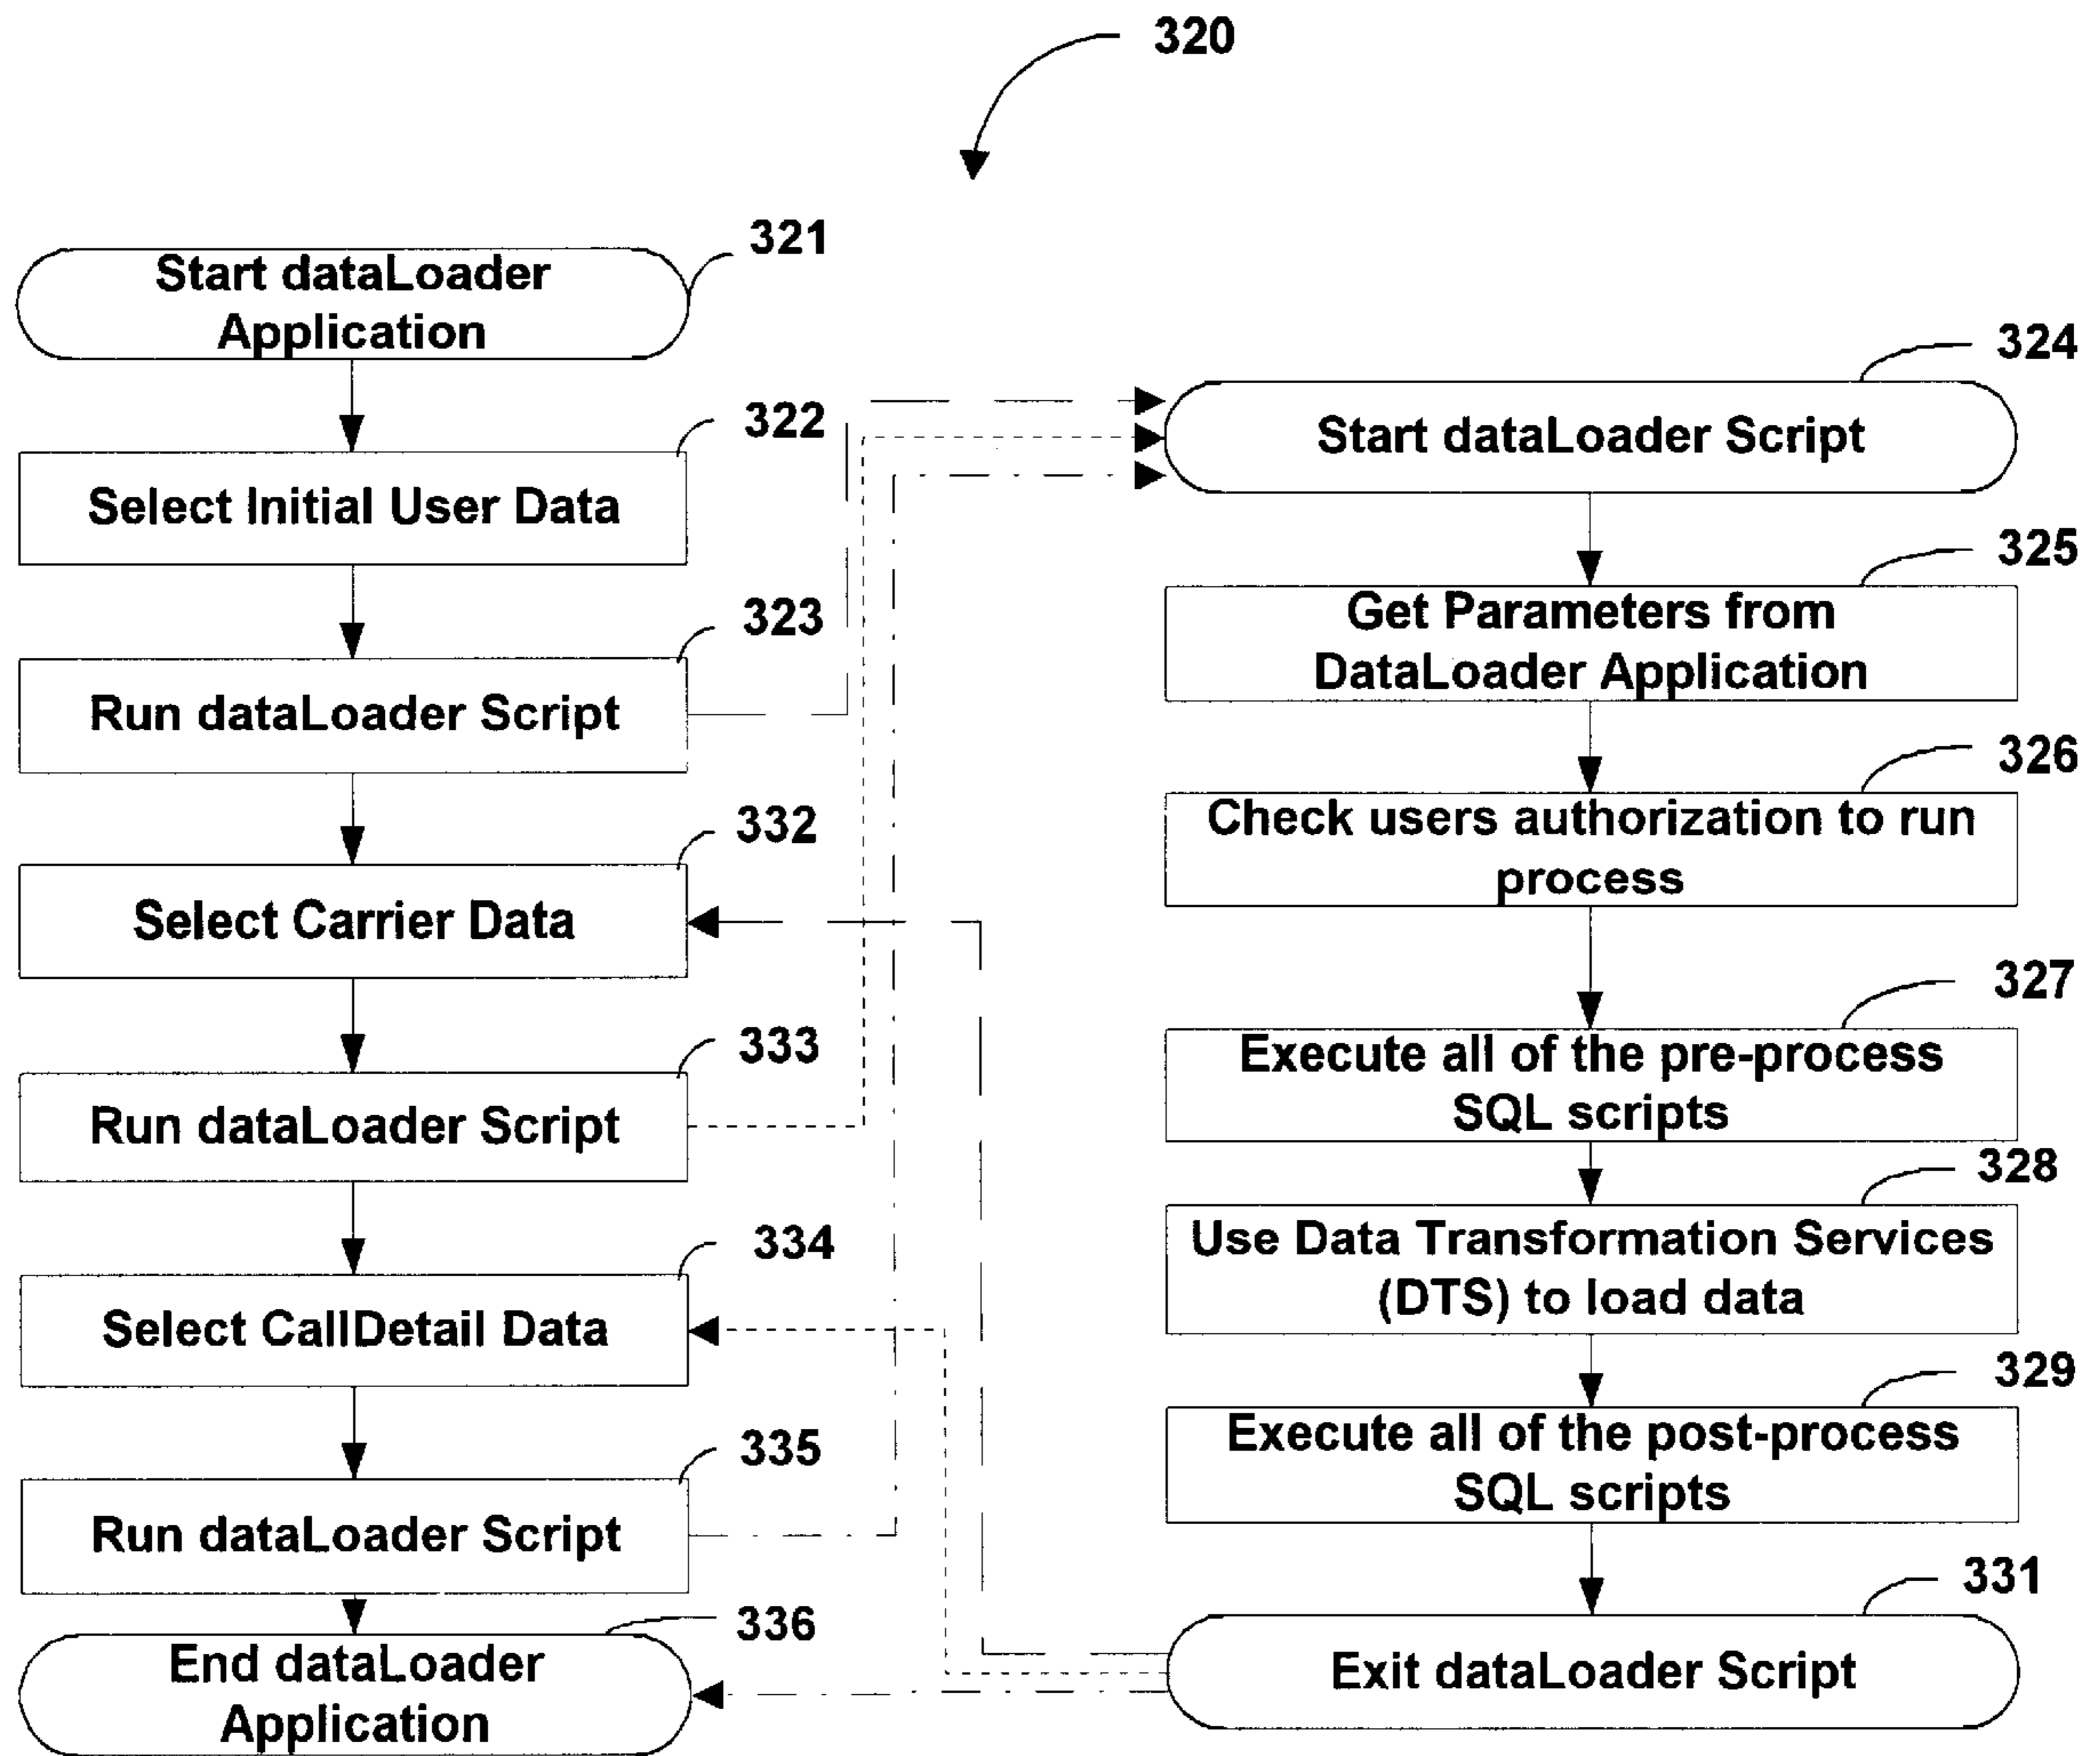 320
321
Start dataLoader
Application
322
Select Initial User Data
323
Run dataLoader Script
332
Select Carrier Data
333
Run dataLoader Script
334
Select CallDetail Data
335
Run dataLoader Script
336
End dataLoader
Application
324
Start dataLoader Script
325
Get Parameters from
DataLoader Application
326
Check users authorization to run
process
327
Execute all of the pre-process
SQL scripts
328
Use Data Transformation Services
(DTS) to load data
329
Execute all of the post-process
SQL scripts
331
Exit dataLoader Script